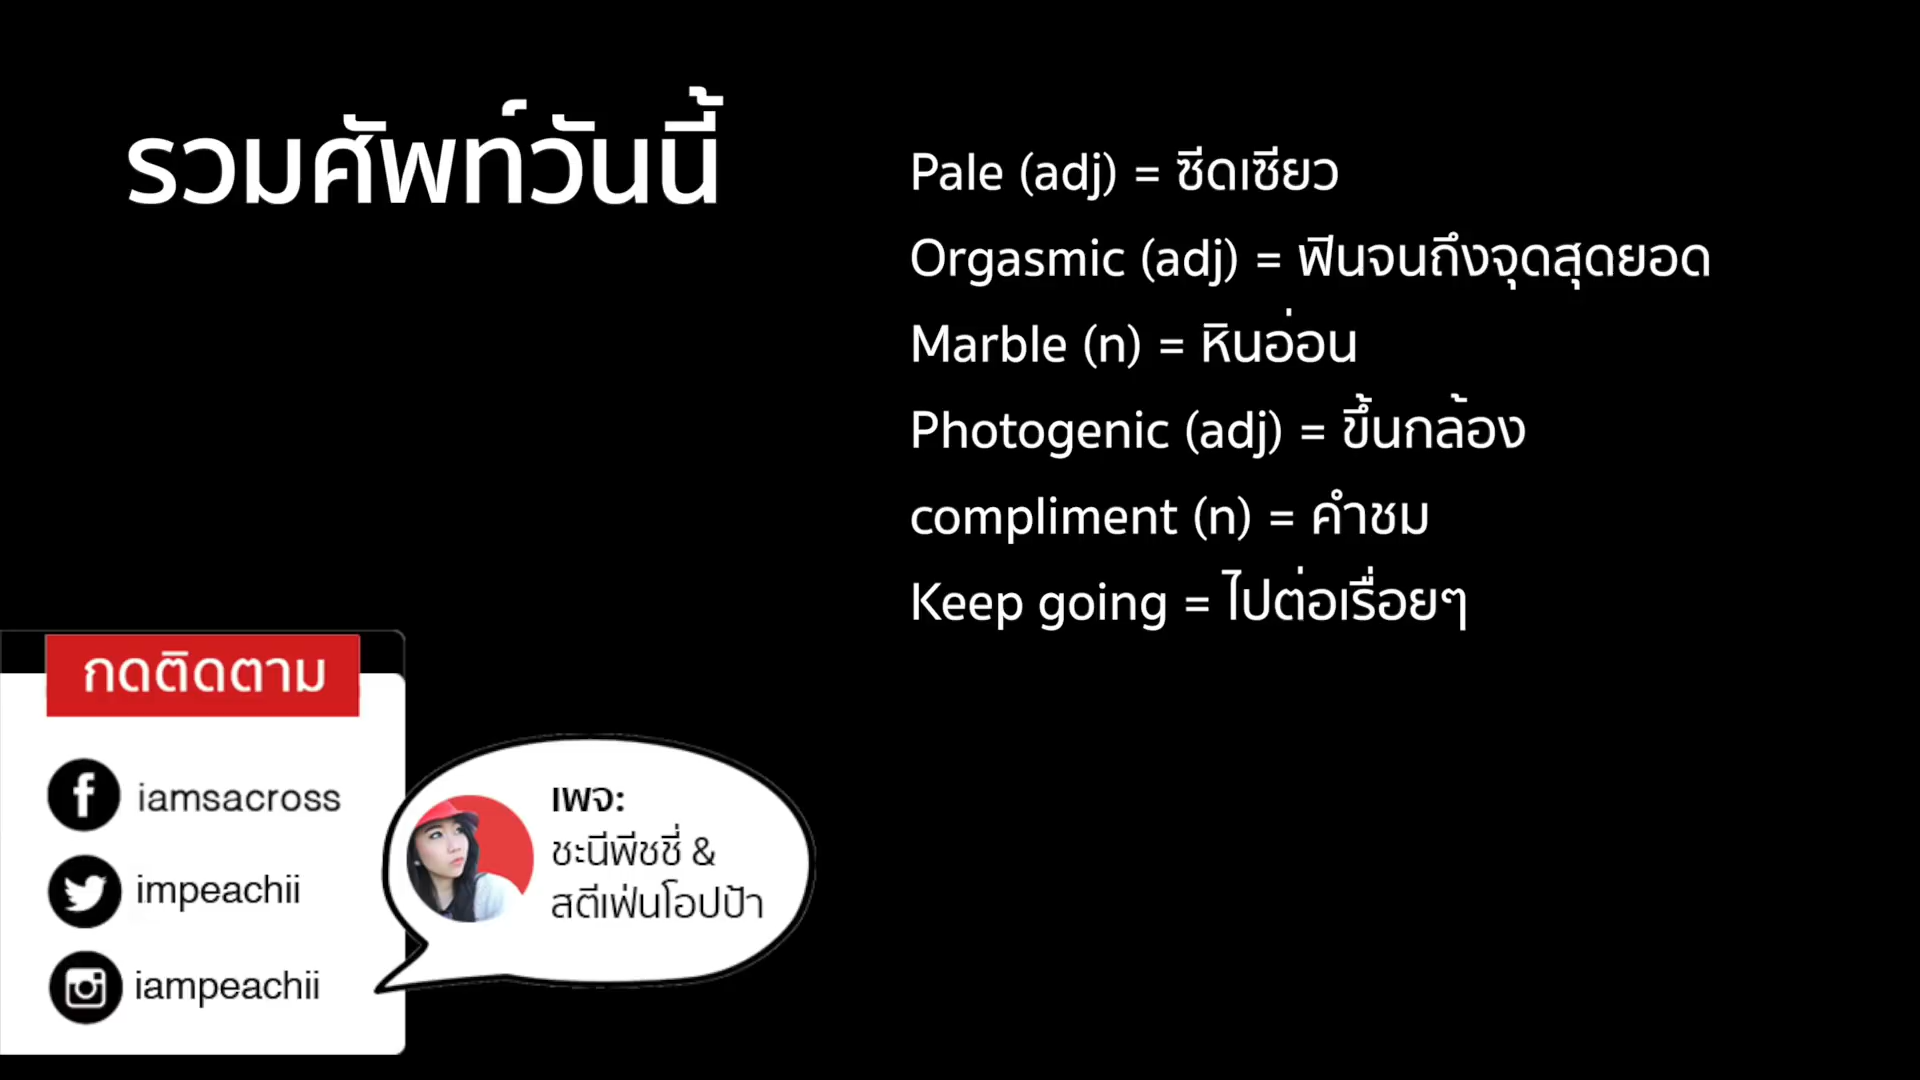 รวมศัพท์วันนี้
Pale (adj) = ซีดเซียว
Orgasmic (adj) = ฟินจนถึงจุดสุดยอด
Marble (n) = หินอ่อน
Photogenic (adj) = ขึ้นกล้อง
compliment (n) = คำชม
Keep going = ไปต่อเรื่อยๆ
กดติดตาม
iamsacross
impeachii
iampeachii
เพจ:
ชะนีพีชชี่ &
สตีเฟ่นโอปป้า